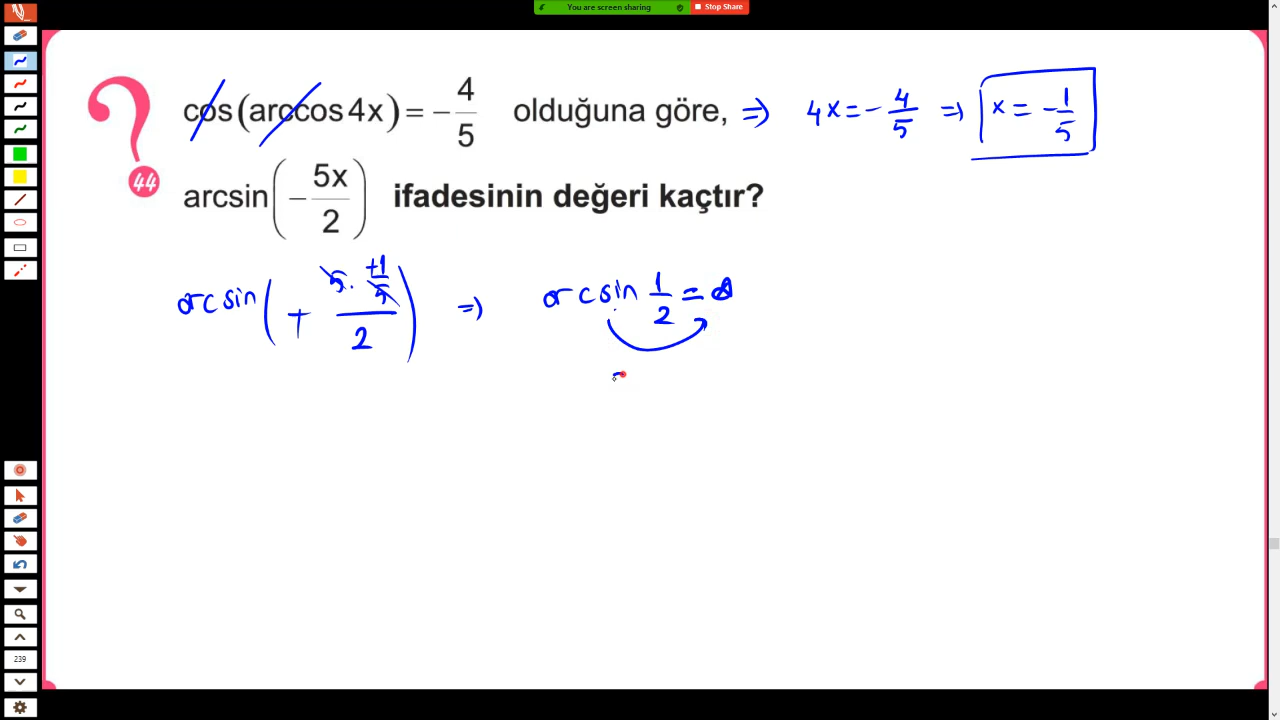 You are screen sharing Stop Share
cos(arccos 4x) = -4/5 olduğuna göre, => 4x = -4/5 => x = -1/5
44
arcsin(-5x/2) ifadesinin değeri kaçtır?
arcsin(+ 5·+1/5 / 2) => arcsin 1/2 =
239